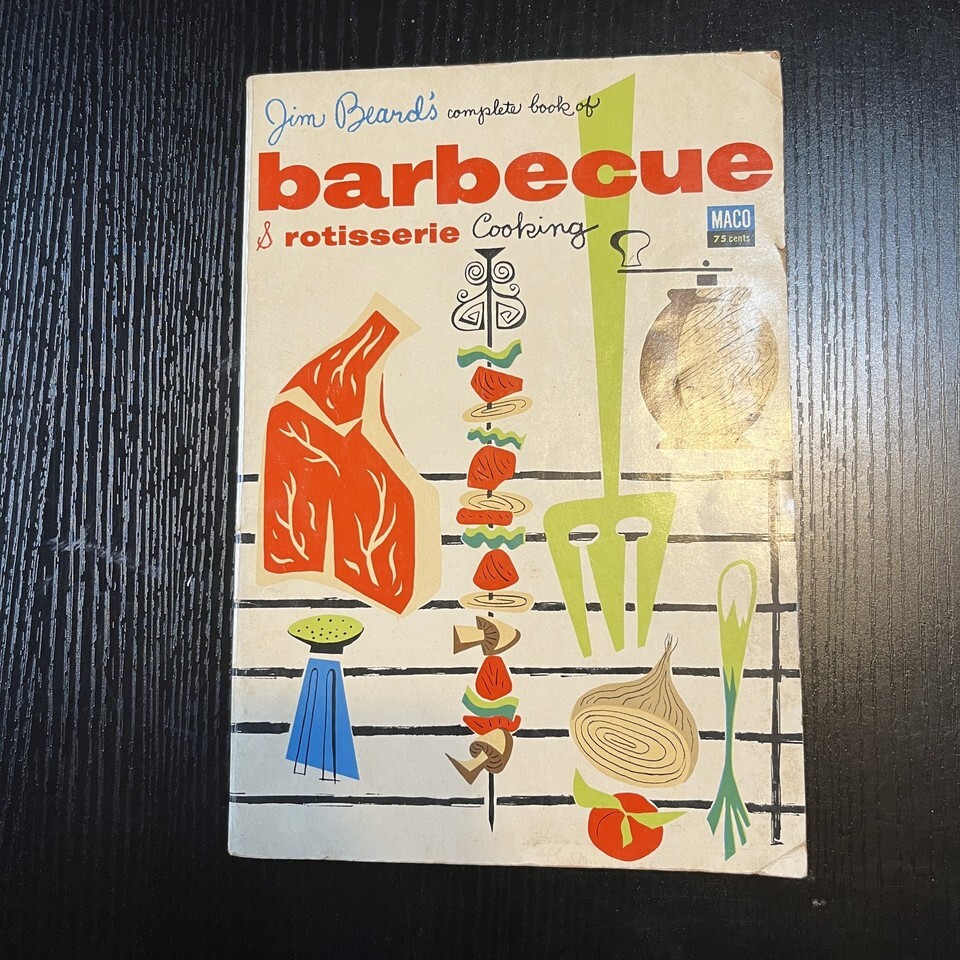 Jim Beard's complete book of
barbecue
& rotisserie Cooking
MACO
75 cents